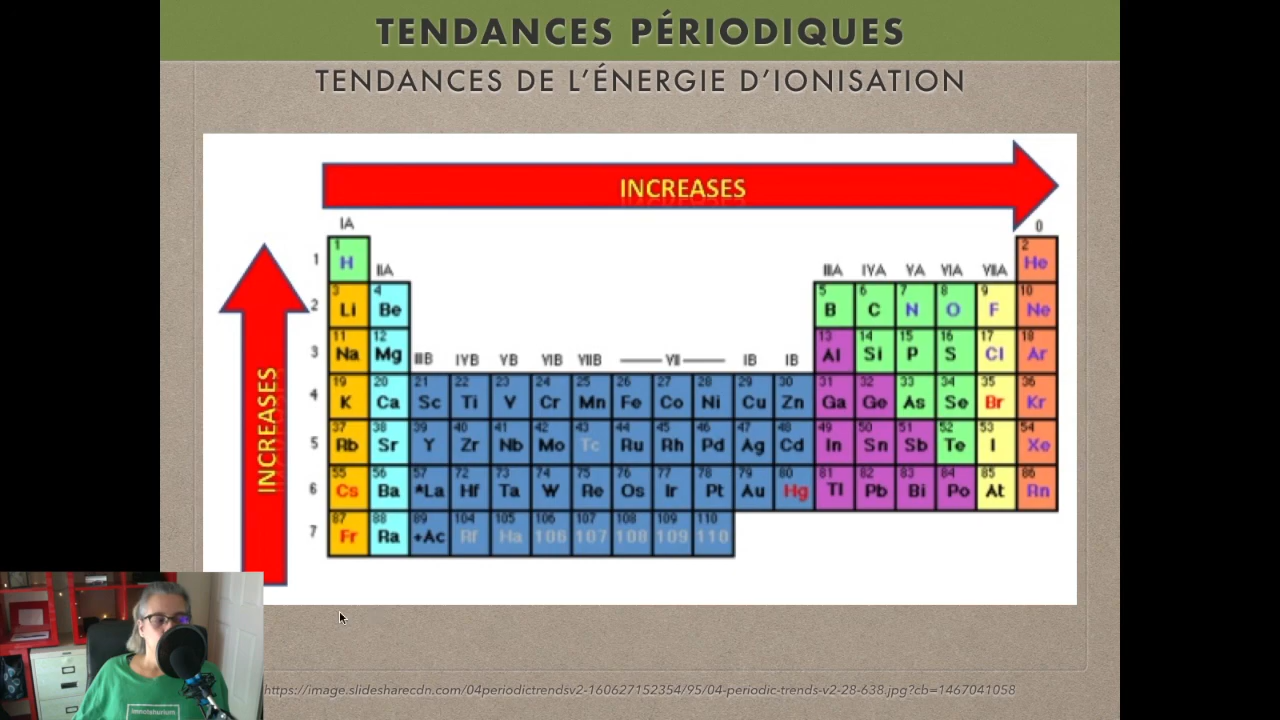 TENDANCES PÉRIODIQUES
TENDANCES DE L'ÉNERGIE D'IONISATION
INCREASES
INCREASES
IA 0
1 IIA IIIA IVA VA VIA VIIA
1 H 2 He
2 3 Li 4 Be 5 B 6 C 7 N 8 O 9 F 10 Ne
3 11 Na 12 Mg IIIB IVB VB VIB VIIB VII IB IB 13 Al 14 Si 15 P 16 S 17 Cl 18 Ar
4 19 K 20 Ca 21 Sc 22 Ti 23 V 24 Cr 25 Mn 26 Fe 27 Co 28 Ni 29 Cu 30 Zn 31 Ga 32 Ge 33 As 34 Se 35 Br 36 Kr
5 37 Rb 38 Sr 39 Y 40 Zr 41 Nb 42 Mo 43 Tc 44 Ru 45 Rh 46 Pd 47 Ag 48 Cd 49 In 50 Sn 51 Sb 52 Te 53 I 54 Xe
6 55 Cs 56 Ba 57 *La 72 Hf 73 Ta 74 W 75 Re 76 Os 77 Ir 78 Pt 79 Au 80 Hg 81 Tl 82 Pb 83 Bi 84 Po 85 At 86 Rn
7 87 Fr 88 Ra 89 +Ac 104 Rf 105 Ha 106 106 107 107 108 108 109 109 110 110
https://image.slidesharecdn.com/04periodictrendsv2-160627152354/95/04-periodic-trends-v2-28-638.jpg?cb=1467041058